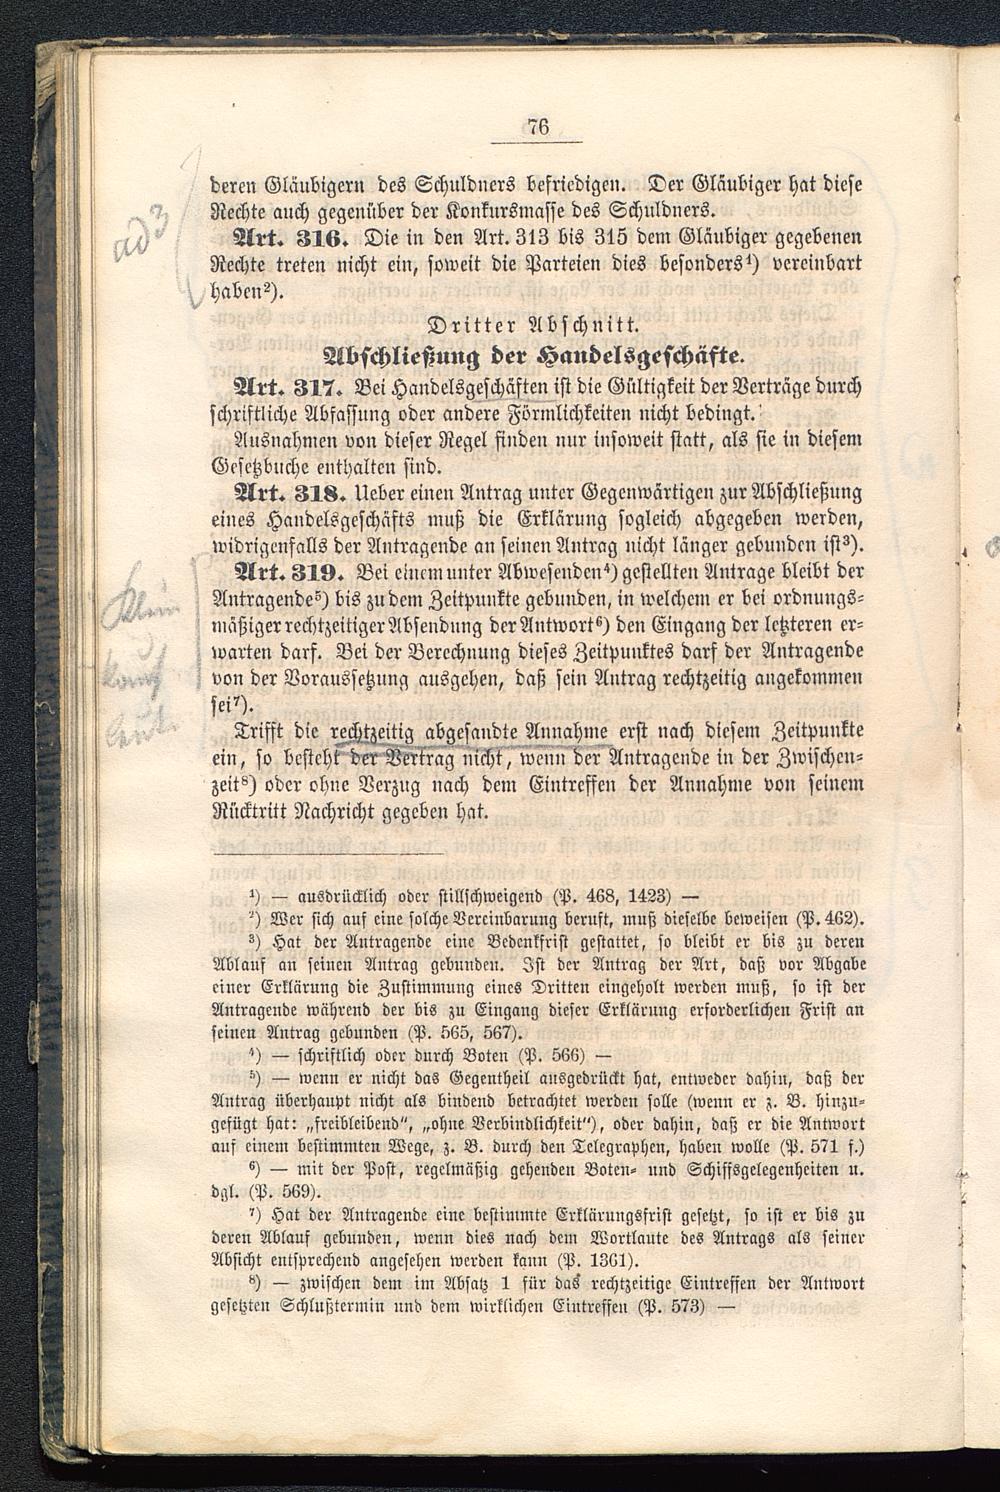 76
deren Gläubigern des Schuldners befriedigen. Der Gläubiger hat diese
Rechte auch gegenüber der Konkursmasse des Schuldners.
ad 3
Art. 316. Die in den Art. 313 bis 315 dem Gläubiger gegebenen
Rechte treten nicht ein, soweit die Parteien dies besonders¹) vereinbart
haben²).
Dritter Abschnitt.
Abschließung der Handelsgeschäfte.
Art. 317. Bei Handelsgeschäften ist die Gültigkeit der Verträge durch
schriftliche Abfassung oder andere Förmlichkeiten nicht bedingt.
Ausnahmen von dieser Regel finden nur insoweit statt, als sie in diesem
Gesetzbuche enthalten sind.
Art. 318. Ueber einen Antrag unter Gegenwärtigen zur Abschließung
eines Handelsgeschäfts muß die Erklärung sogleich abgegeben werden,
widrigenfalls der Antragende an seinen Antrag nicht länger gebunden ist³).
Art. 319. Bei einem unter Abwesenden⁴) gestellten Antrage bleibt der
Antragende⁵) bis zu dem Zeitpunkte gebunden, in welchem er bei ordnungs-
mäßiger rechtzeitiger Absendung der Antwort⁶) den Eingang der letzteren er-
warten darf. Bei der Berechnung dieses Zeitpunktes darf der Antragende
von der Voraussetzung ausgehen, daß sein Antrag rechtzeitig angekommen
sei⁷).
Klein
kauf
leut.
Trifft die rechtzeitig abgesandte Annahme erst nach diesem Zeitpunkte
ein, so besteht der Vertrag nicht, wenn der Antragende in der Zwischen-
zeit⁸) oder ohne Verzug nach dem Eintreffen der Annahme von seinem
Rücktritt Nachricht gegeben hat.
¹) — ausdrücklich oder stillschweigend (P. 468, 1423) —
²) Wer sich auf eine solche Vereinbarung beruft, muß dieselbe beweisen (P. 462).
³) Hat der Antragende eine Bedenkfrist gestattet, so bleibt er bis zu deren
Ablauf an seinen Antrag gebunden. Ist der Antrag der Art, daß vor Abgabe
einer Erklärung die Zustimmung eines Dritten eingeholt werden muß, so ist der
Antragende während der bis zu Eingang dieser Erklärung erforderlichen Frist an
seinen Antrag gebunden (P. 565, 567).
⁴) — schriftlich oder durch Boten (P. 566) —
⁵) — wenn er nicht das Gegentheil ausgedrückt hat, entweder dahin, daß der
Antrag überhaupt nicht als bindend betrachtet werden solle (wenn er z. B. hinzu-
gefügt hat: „freibleibend“, „ohne Verbindlichkeit“), oder dahin, daß er die Antwort
auf einem bestimmten Wege, z. B. durch den Telegraphen, haben wolle (P. 571 f.)
⁶) — mit der Post, regelmäßig gehenden Boten- und Schiffsgelegenheiten u.
dgl. (P. 569).
⁷) Hat der Antragende eine bestimmte Erklärungsfrist gesetzt, so ist er bis zu
deren Ablauf gebunden, wenn dies nach dem Wortlaute des Antrags als seiner
Absicht entsprechend angesehen werden kann (P. 1361).
⁸) — zwischen dem im Absatz 1 für das rechtzeitige Eintreffen der Antwort
gesetzten Schlußtermin und dem wirklichen Eintreffen (P. 573) —